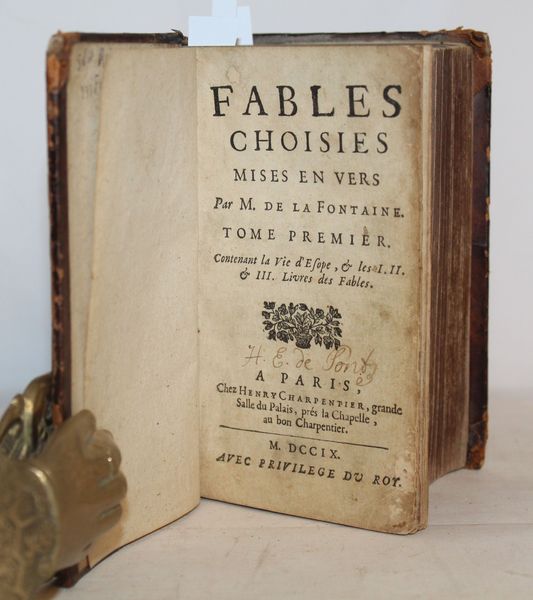 FABLES
CHOISIES
MISES EN VERS
Par M. DE LA FONTAINE.
TOME PREMIER.
Contenant la Vie d'Esope, & les I. II.
& III. Livres des Fables.
H. E. de
A PARIS,
Chez HENRY CHARPENTIER, grande
Salle du Palais, prés la Chapelle,
au bon Charpentier.
M. DCCIX.
AVEC PRIVILEGE DU ROY.